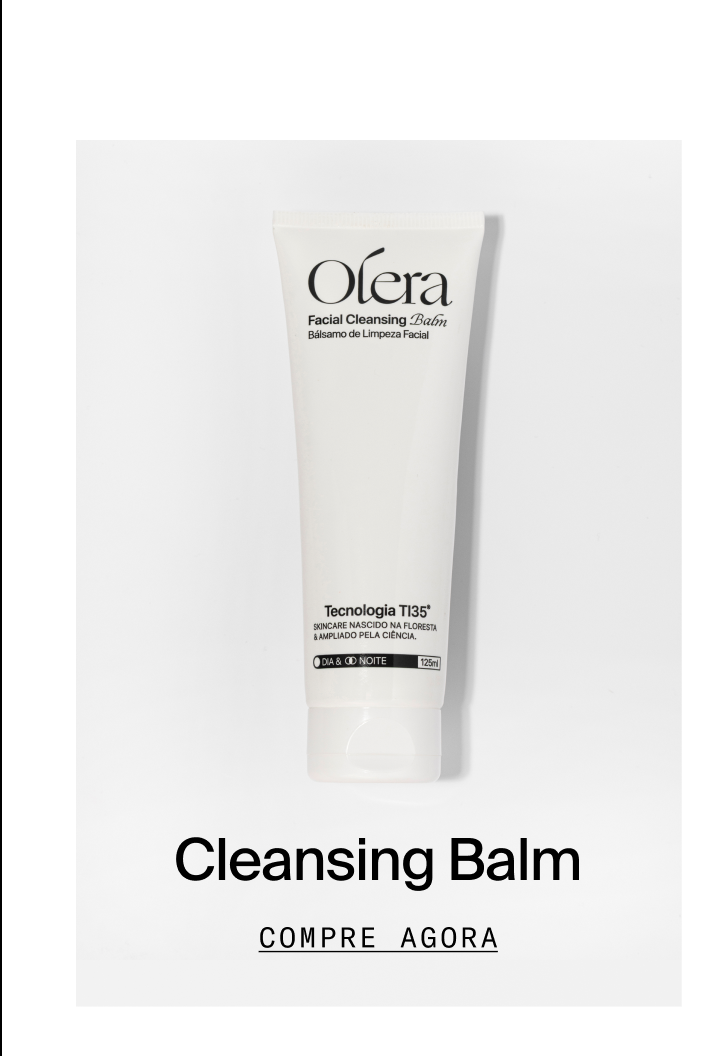 Olera
Facial Cleansing Balm
Bálsamo de Limpeza Facial
Tecnologia TI35®
SKINCARE NASCIDO NA FLORESTA
& AMPLIADO PELA CIÊNCIA.
DIA & NOITE 125ml
Cleansing Balm
COMPRE AGORA